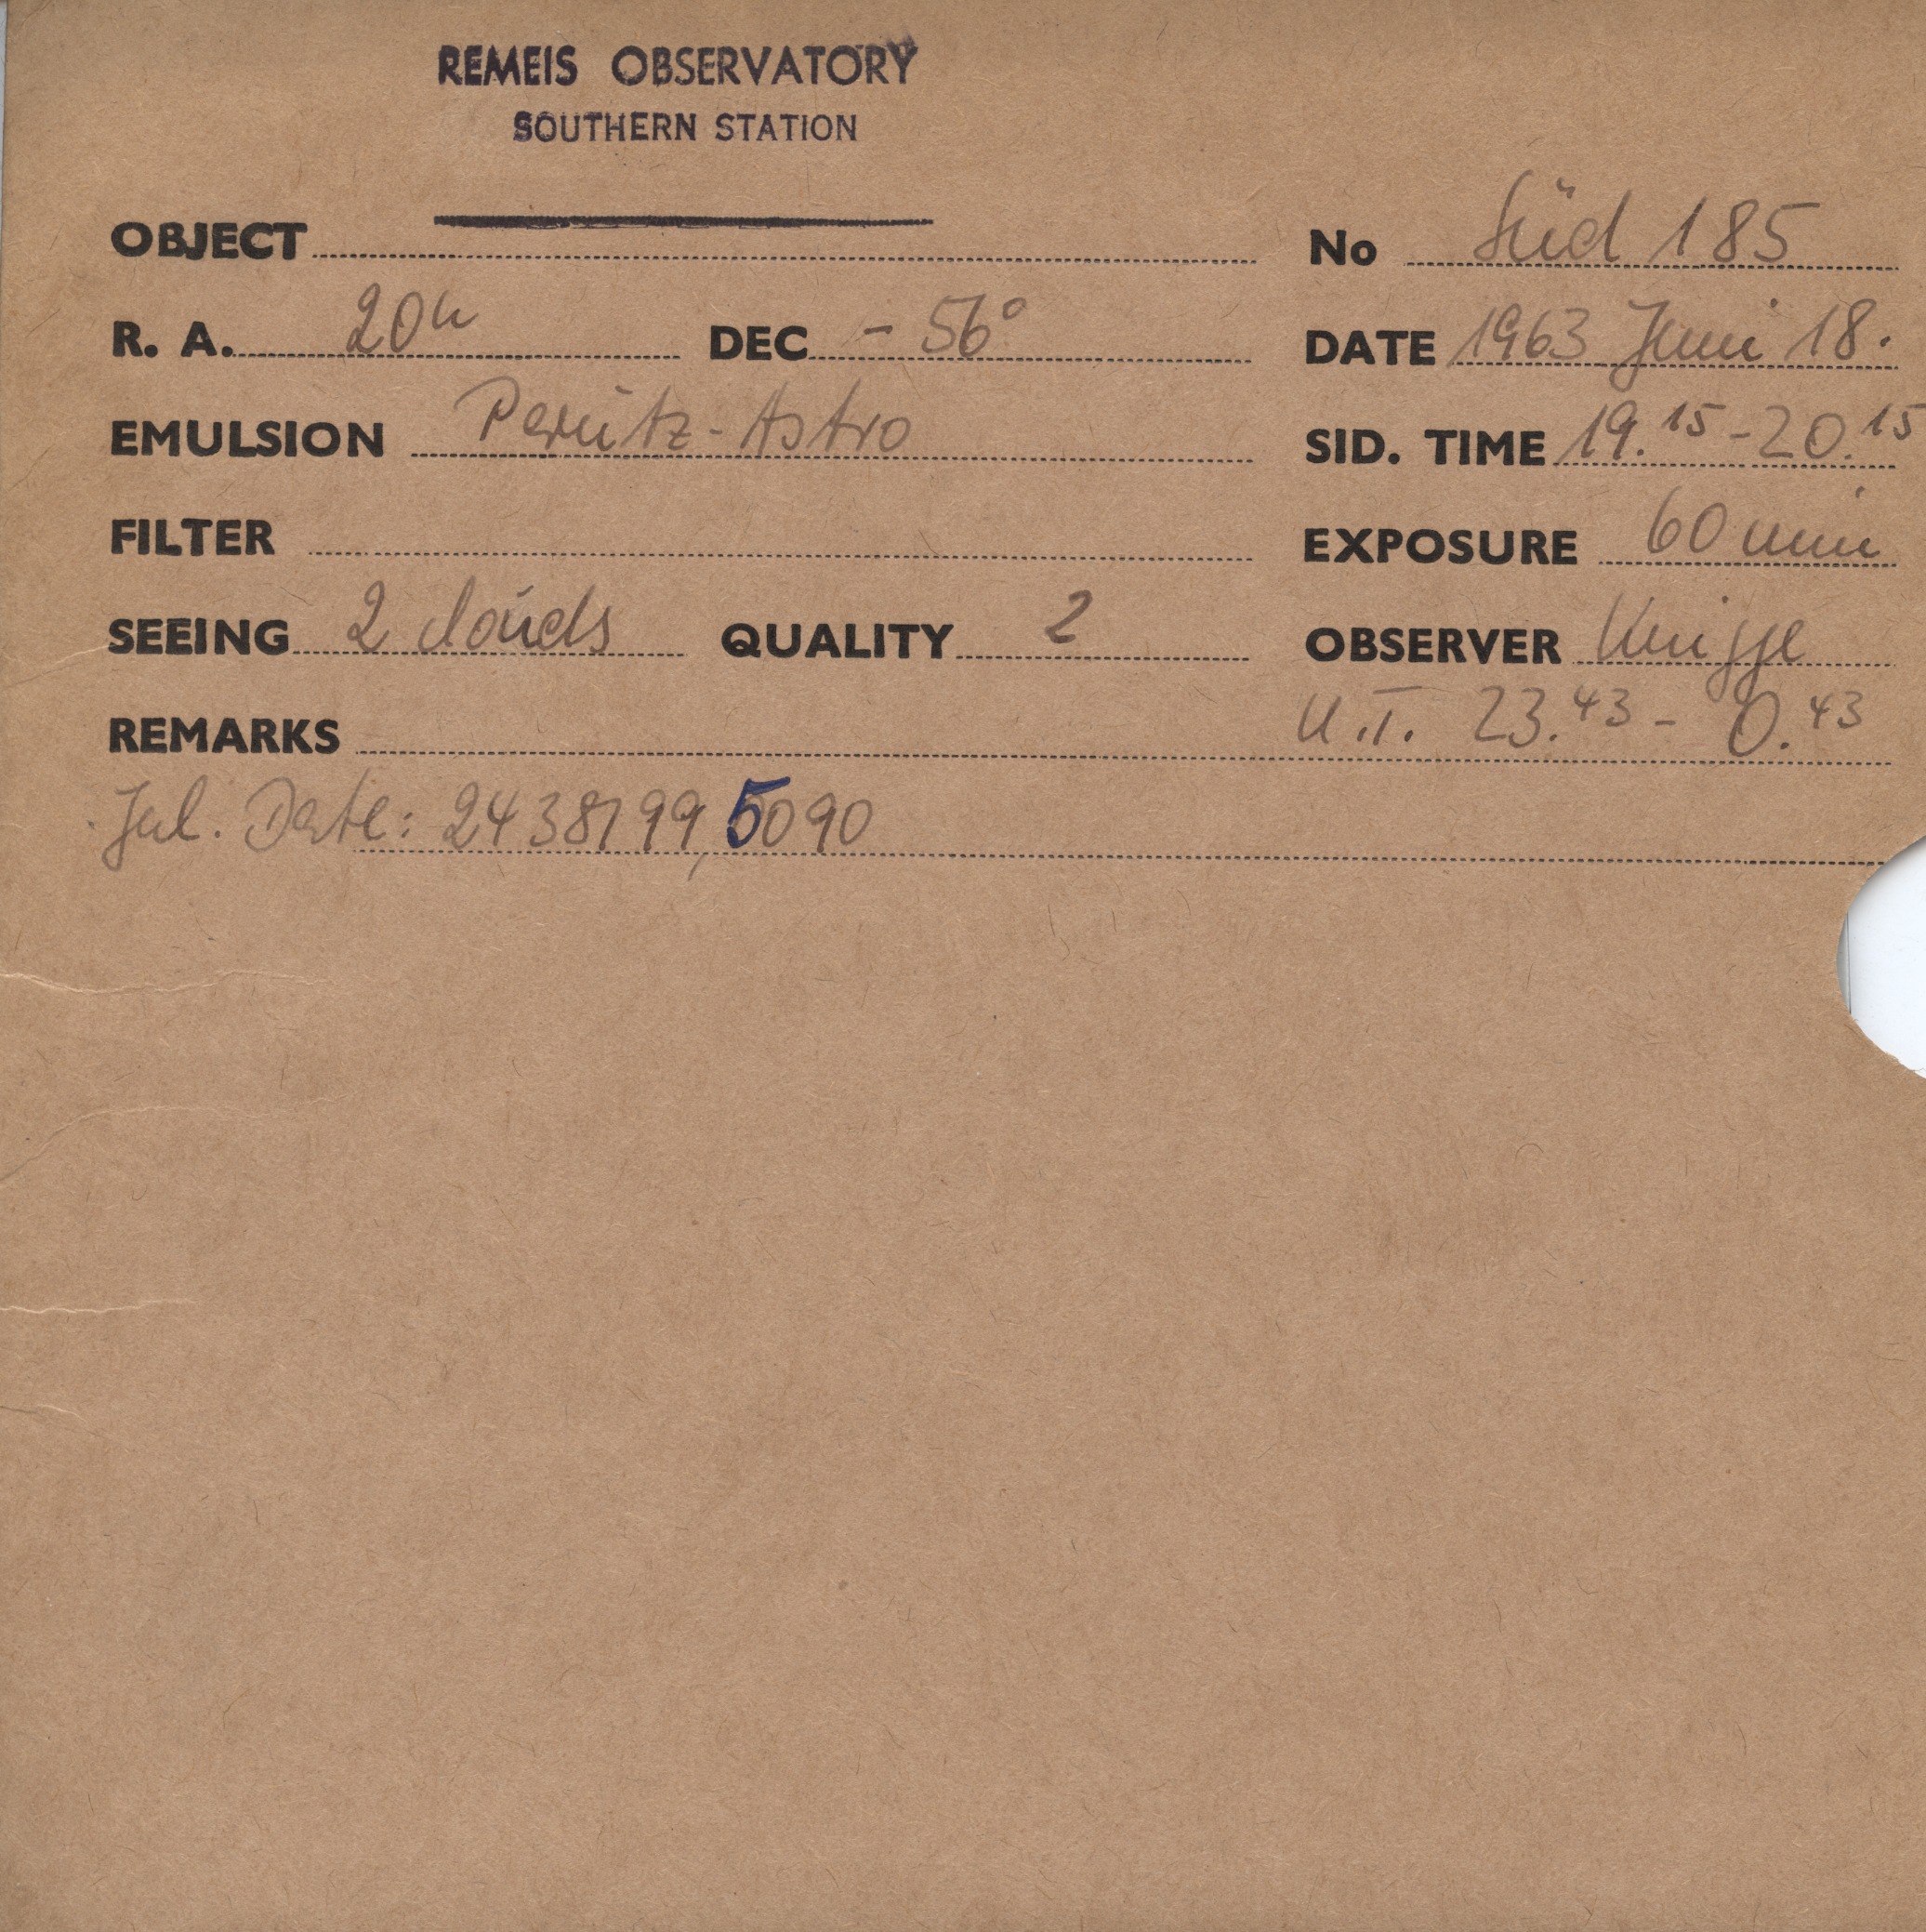 REMEIS OBSERVATORY
SOUTHERN STATION
OBJECT No Süd 185
R. A. 20h DEC - 56° DATE 1963 Juni 18.
EMULSION Perutz-Astro SID. TIME 19.15 - 20.15
FILTER EXPOSURE 60 min
SEEING 2 clouds QUALITY 2 OBSERVER Knigge
REMARKS U.T. 23.43 - 0.43
Jul. Date: 2438199,5090